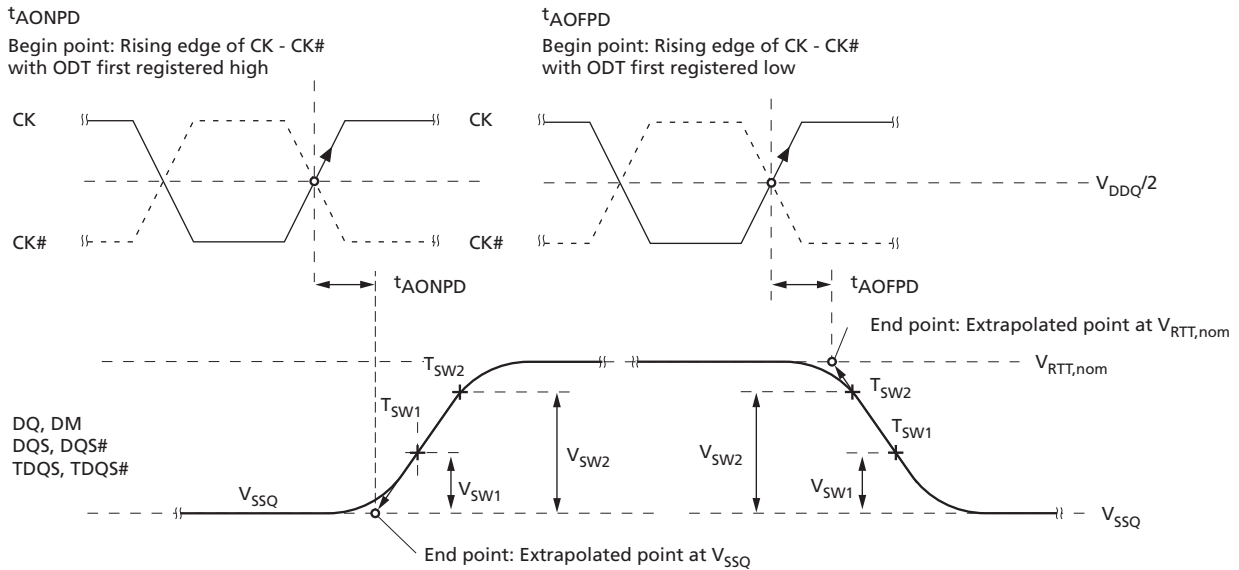 tAONPD
Begin point: Rising edge of CK - CK#
with ODT first registered high
tAOFPD
Begin point: Rising edge of CK - CK#
with ODT first registered low
CK
CK
VDDQ/2
CK#
CK#
tAONPD
tAOFPD
End point: Extrapolated point at VRTT,nom
VRTT,nom
TSW2
TSW2
TSW1
TSW1
DQ, DM
DQS, DQS#
TDQS, TDQS#
VSW2
VSW2
VSW1
VSW1
VSSQ
VSSQ
End point: Extrapolated point at VSSQ